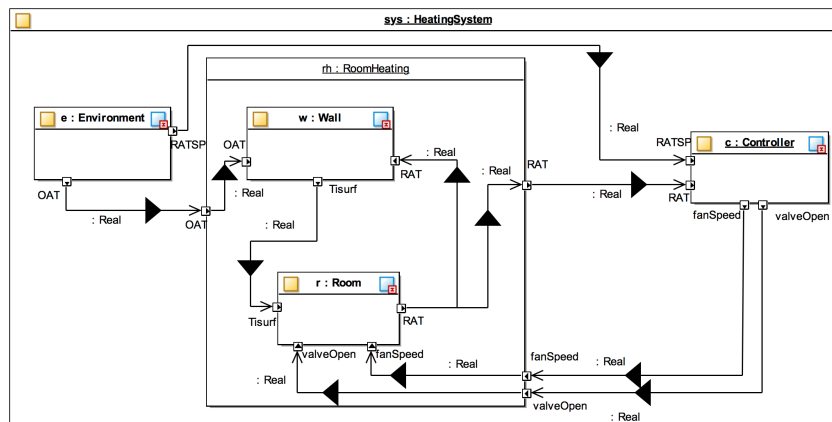 sys : HeatingSystem
rh : RoomHeating
e : Environment
w : Wall
: Real
c : Controller
RATSP
OAT
: Real
RAT
RAT
RATSP
OAT
: Real
Tisurf
: Real
RAT
OAT
: Real
OAT
: Real
: Real
fanSpeed
valveOpen
r : Room
Tisurf
RAT
valveOpen
fanSpeed
fanSpeed
: Real
: Real
: Real
valveOpen
: Real